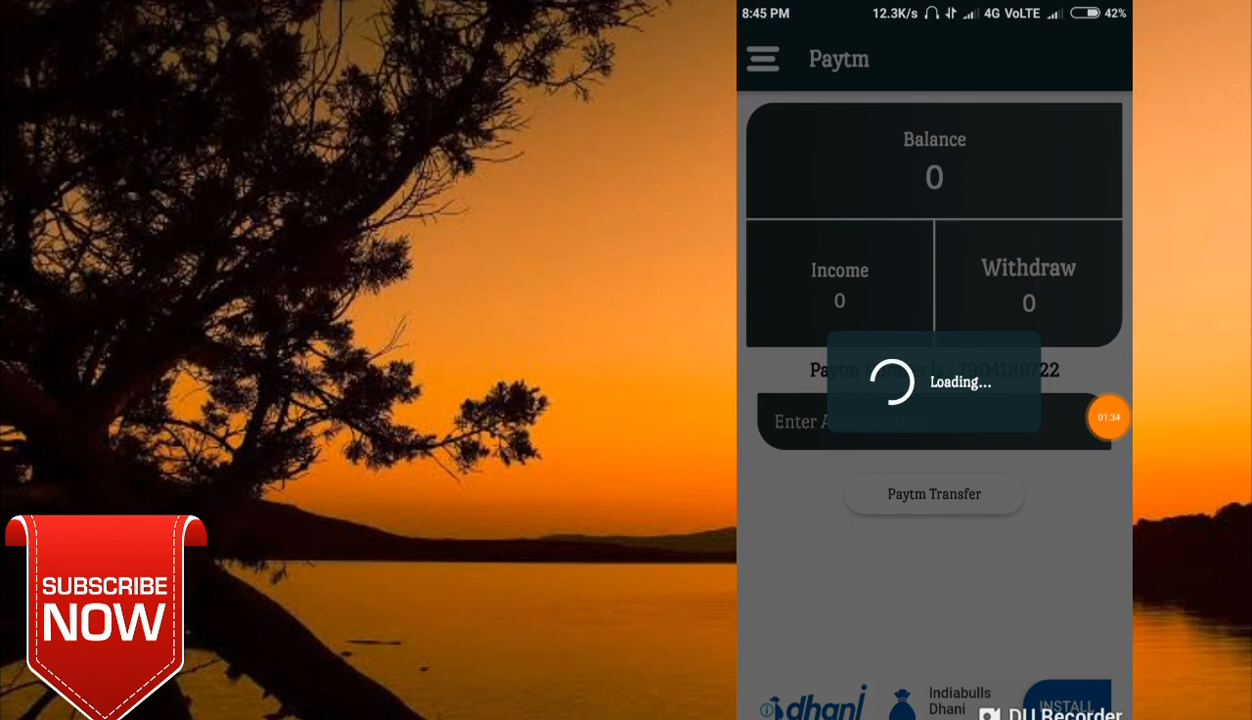 8:45 PM 12.3K/s 4G VoLTE 42%
Paytm
Balance
0
Income
0
Withdraw
0
Loading...
01:34
Paytm Transfer
SUBSCRIBE
NOW
dhani
Indiabulls
Dhani
INSTALL
DU Recorder